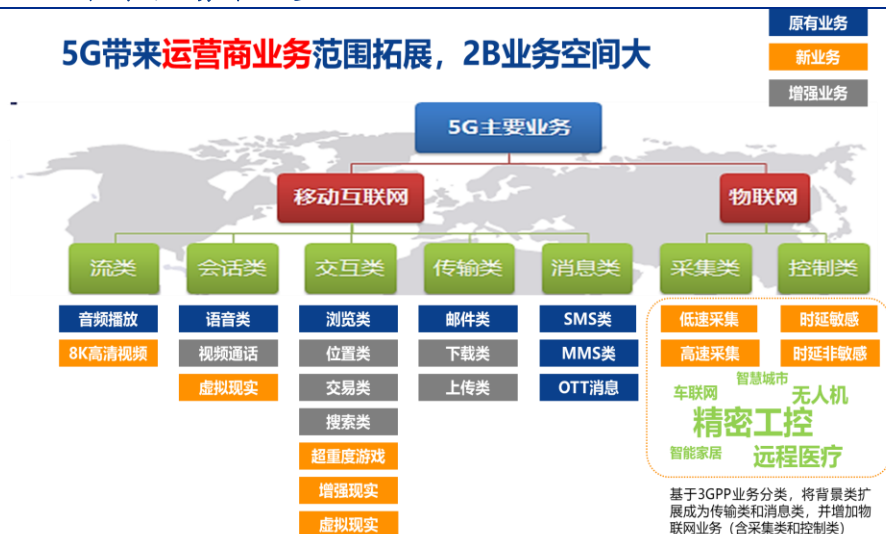 原有业务
新业务
增强业务
5G带来运营商业务范围拓展，2B业务空间大
5G主要业务
移动互联网
物联网
流类
会话类
交互类
传输类
消息类
采集类
控制类
音频播放
语音类
浏览类
邮件类
SMS类
低速采集
时延敏感
8K高清视频
视频通话
位置类
下载类
MMS类
高速采集
时延非敏感
虚拟现实
交易类
上传类
OTT消息
搜索类
超重度游戏
增强现实
虚拟现实
智慧城市
车联网
无人机
精密工控
智能家居
远程医疗
基于3GPP业务分类，将背景类扩
展成为传输类和消息类，并增加物
联网业务（含采集类和控制类）